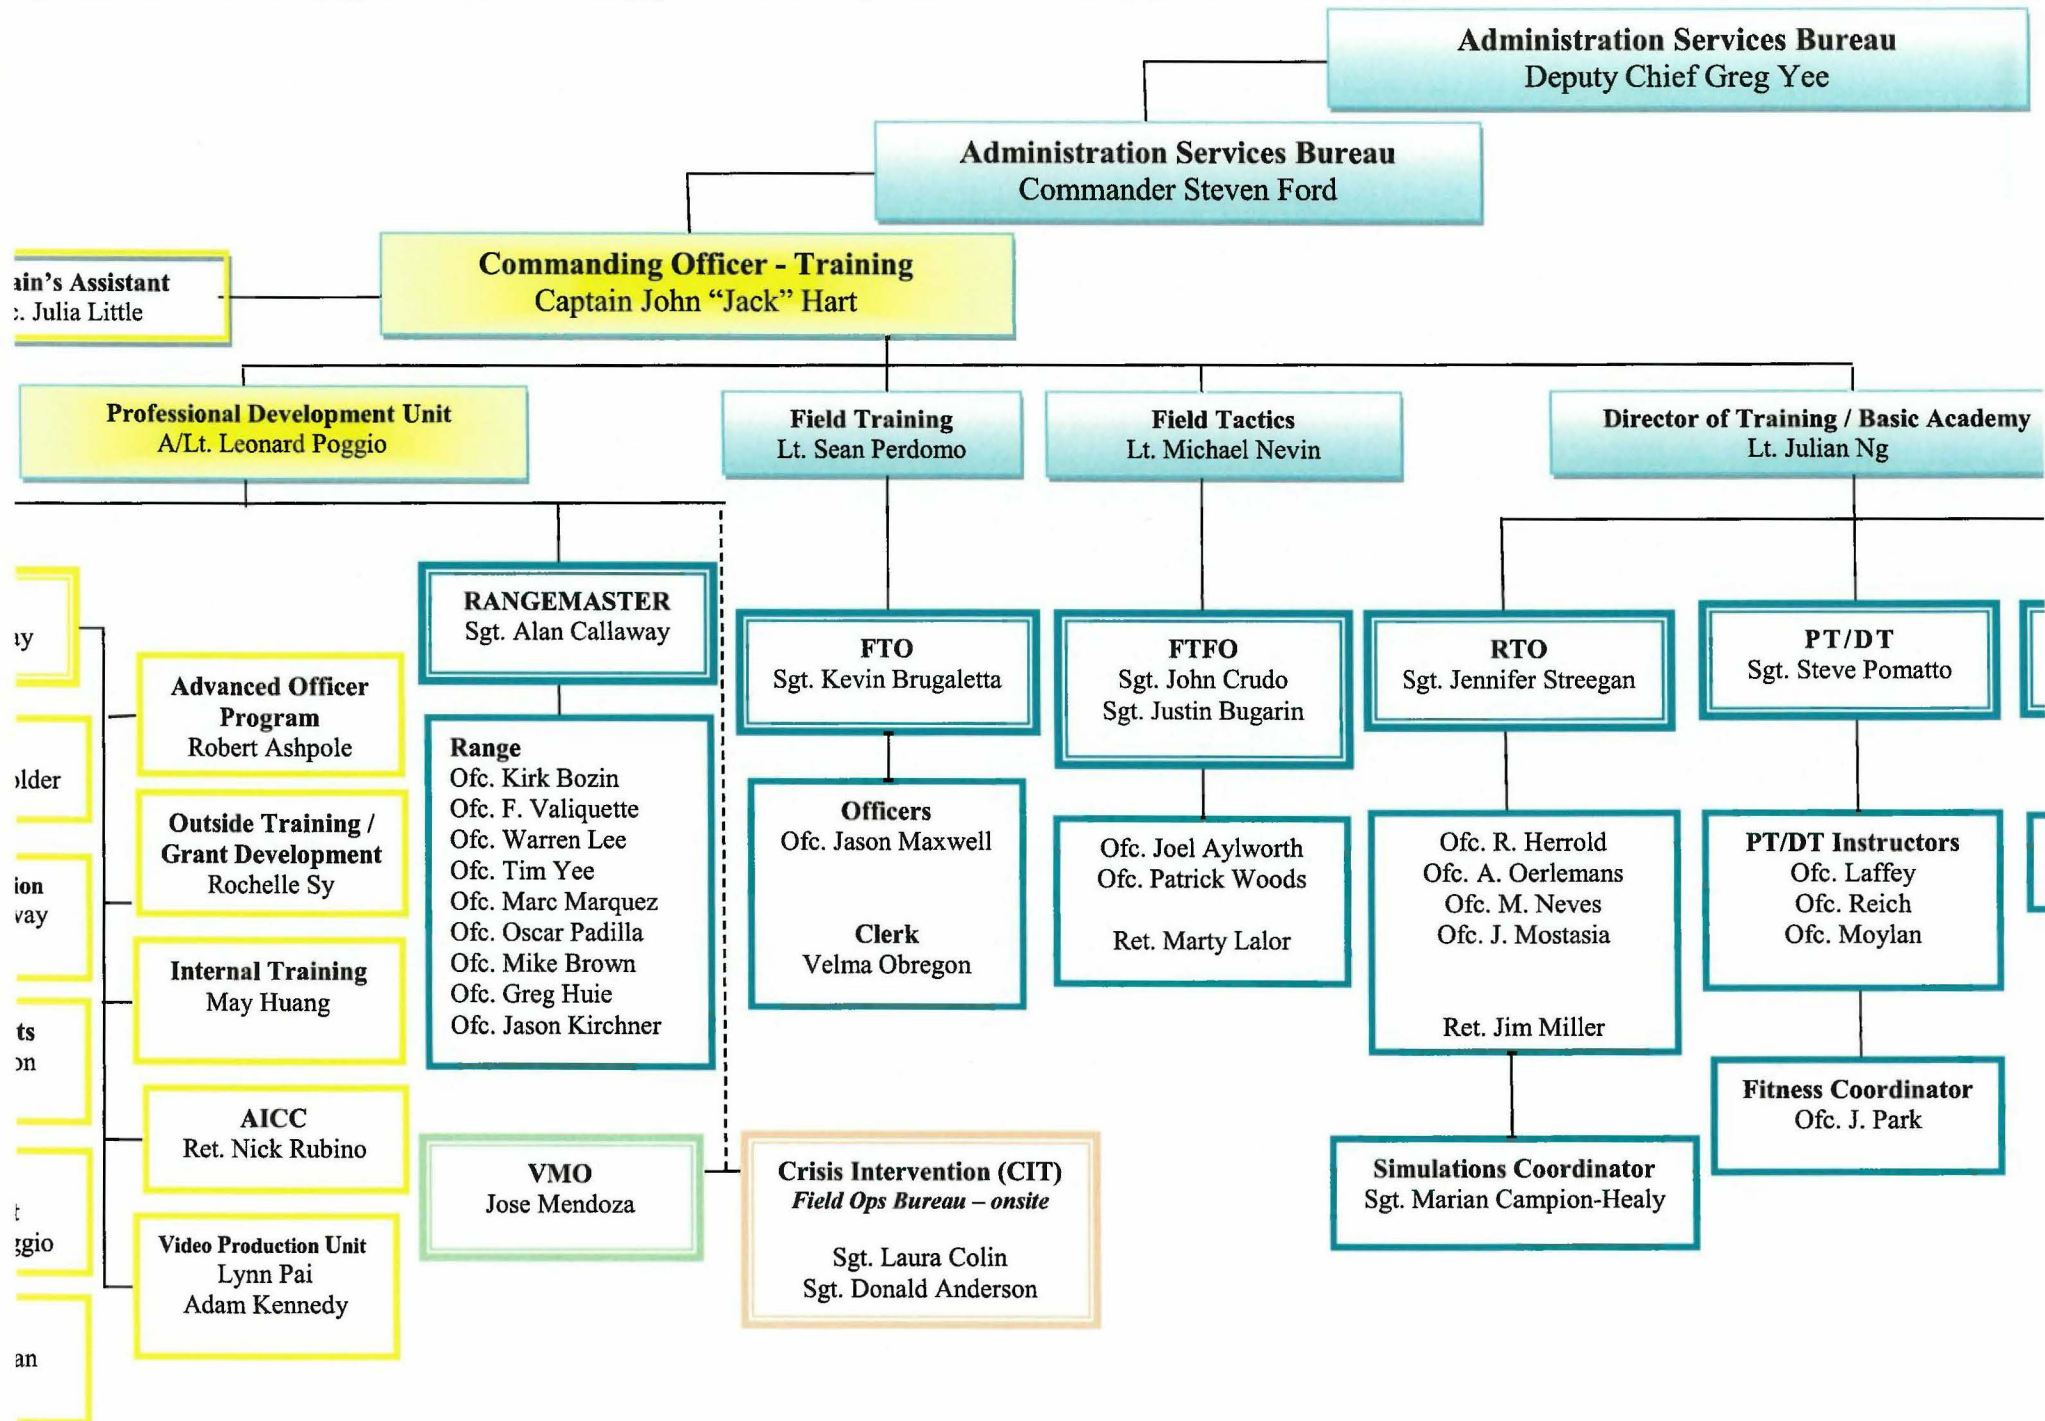 Administration Services Bureau
Deputy Chief Greg Yee
Administration Services Bureau
Commander Steven Ford
Commanding Officer - Training
Captain John “Jack” Hart
Assistant
Julia Little
Professional Development Unit
A/Lt. Leonard Poggio
Field Training
Lt. Sean Perdomo
Field Tactics
Lt. Michael Nevin
Director of Training / Basic Academy
Lt. Julian Ng
Advanced Officer
Program
Robert Ashpole
Outside Training /
Grant Development
Rochelle Sy
Internal Training
May Huang
AICC
Ret. Nick Rubino
Video Production Unit
Lynn Pai
Adam Kennedy
RANGEMASTER
Sgt. Alan Callaway
Range
Ofc. Kirk Bozin
Ofc. F. Valiquette
Ofc. Warren Lee
Ofc. Tim Yee
Ofc. Marc Marquez
Ofc. Oscar Padilla
Ofc. Mike Brown
Ofc. Greg Huie
Ofc. Jason Kirchner
VMO
Jose Mendoza
FTO
Sgt. Kevin Brugaletta
Officers
Ofc. Jason Maxwell
Clerk
Velma Obregon
Crisis Intervention (CIT)
Field Ops Bureau – onsite
Sgt. Laura Colin
Sgt. Donald Anderson
FTFO
Sgt. John Crudo
Sgt. Justin Bugarin
Ofc. Joel Aylworth
Ofc. Patrick Woods
Ret. Marty Lalor
RTO
Sgt. Jennifer Streegan
Ofc. R. Herrold
Ofc. A. Oerlemans
Ofc. M. Neves
Ofc. J. Mostasia
Ret. Jim Miller
Simulations Coordinator
Sgt. Marian Campion-Healy
PT/DT
Sgt. Steve Pomatto
PT/DT Instructors
Ofc. Laffey
Ofc. Reich
Ofc. Moylan
Fitness Coordinator
Ofc. J. Park